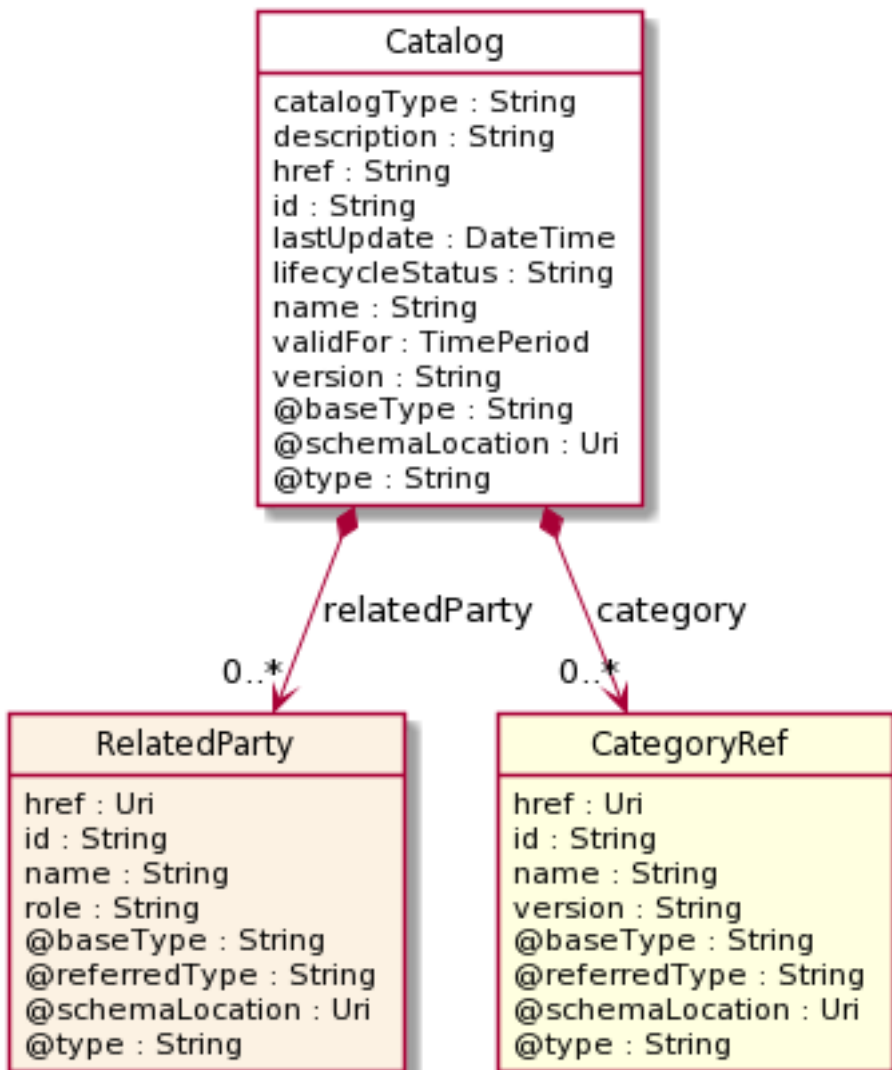 Catalog
catalogType : String
description : String
href : String
id : String
lastUpdate : DateTime
lifecycleStatus : String
name : String
validFor : TimePeriod
version : String
@baseType : String
@schemaLocation : Uri
@type : String
relatedParty
category
0..*
0..*
RelatedParty
href : Uri
id : String
name : String
role : String
@baseType : String
@referredType : String
@schemaLocation : Uri
@type : String
CategoryRef
href : Uri
id : String
name : String
version : String
@baseType : String
@referredType : String
@schemaLocation : Uri
@type : String